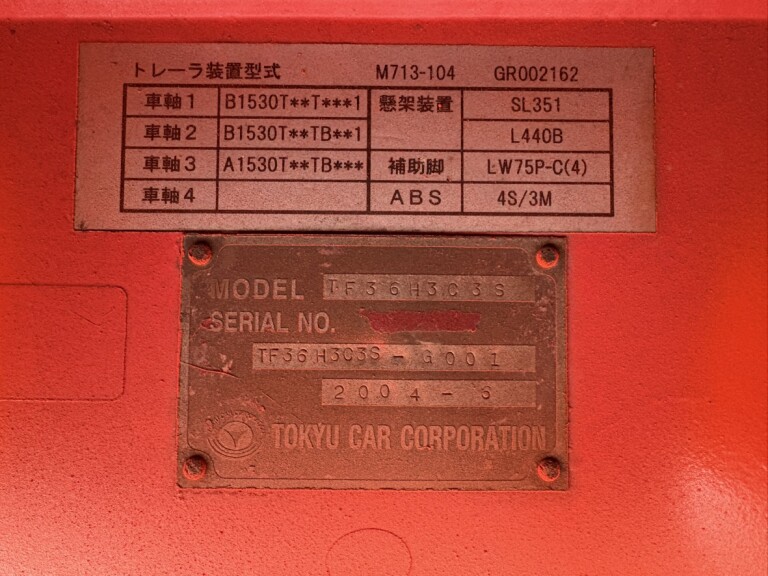 トレーラ装置型式 M713-104 GR002162
車軸1 B1530T**T***1 懸架装置 SL351
車軸2 B1530T**TB**1 L440B
車軸3 A1530T**TB*** 補助脚 LW75P-C(4)
車軸4 ABS 4S/3M
MODEL TF36H3C3S
SERIAL NO.
TF36H3C3S-G001
2004-6
TOKYU CAR CORPORATION